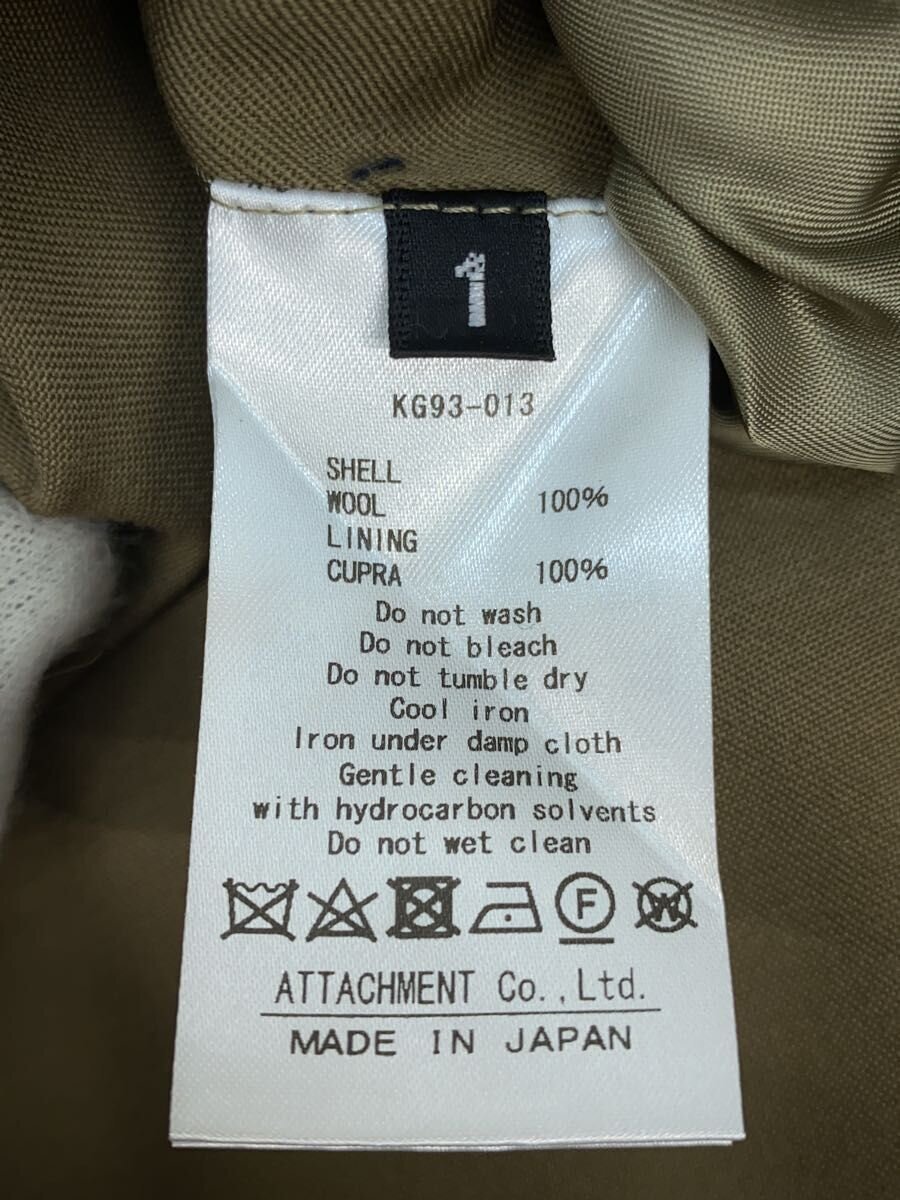 1
KG93-013
SHELL
WOOL 100%
LINING
CUPRA 100%
Do not wash
Do not bleach
Do not tumble dry
Cool iron
Iron under damp cloth
Gentle cleaning
with hydrocarbon solvents
Do not wet clean
F W
ATTACHMENT Co.,Ltd.
MADE IN JAPAN